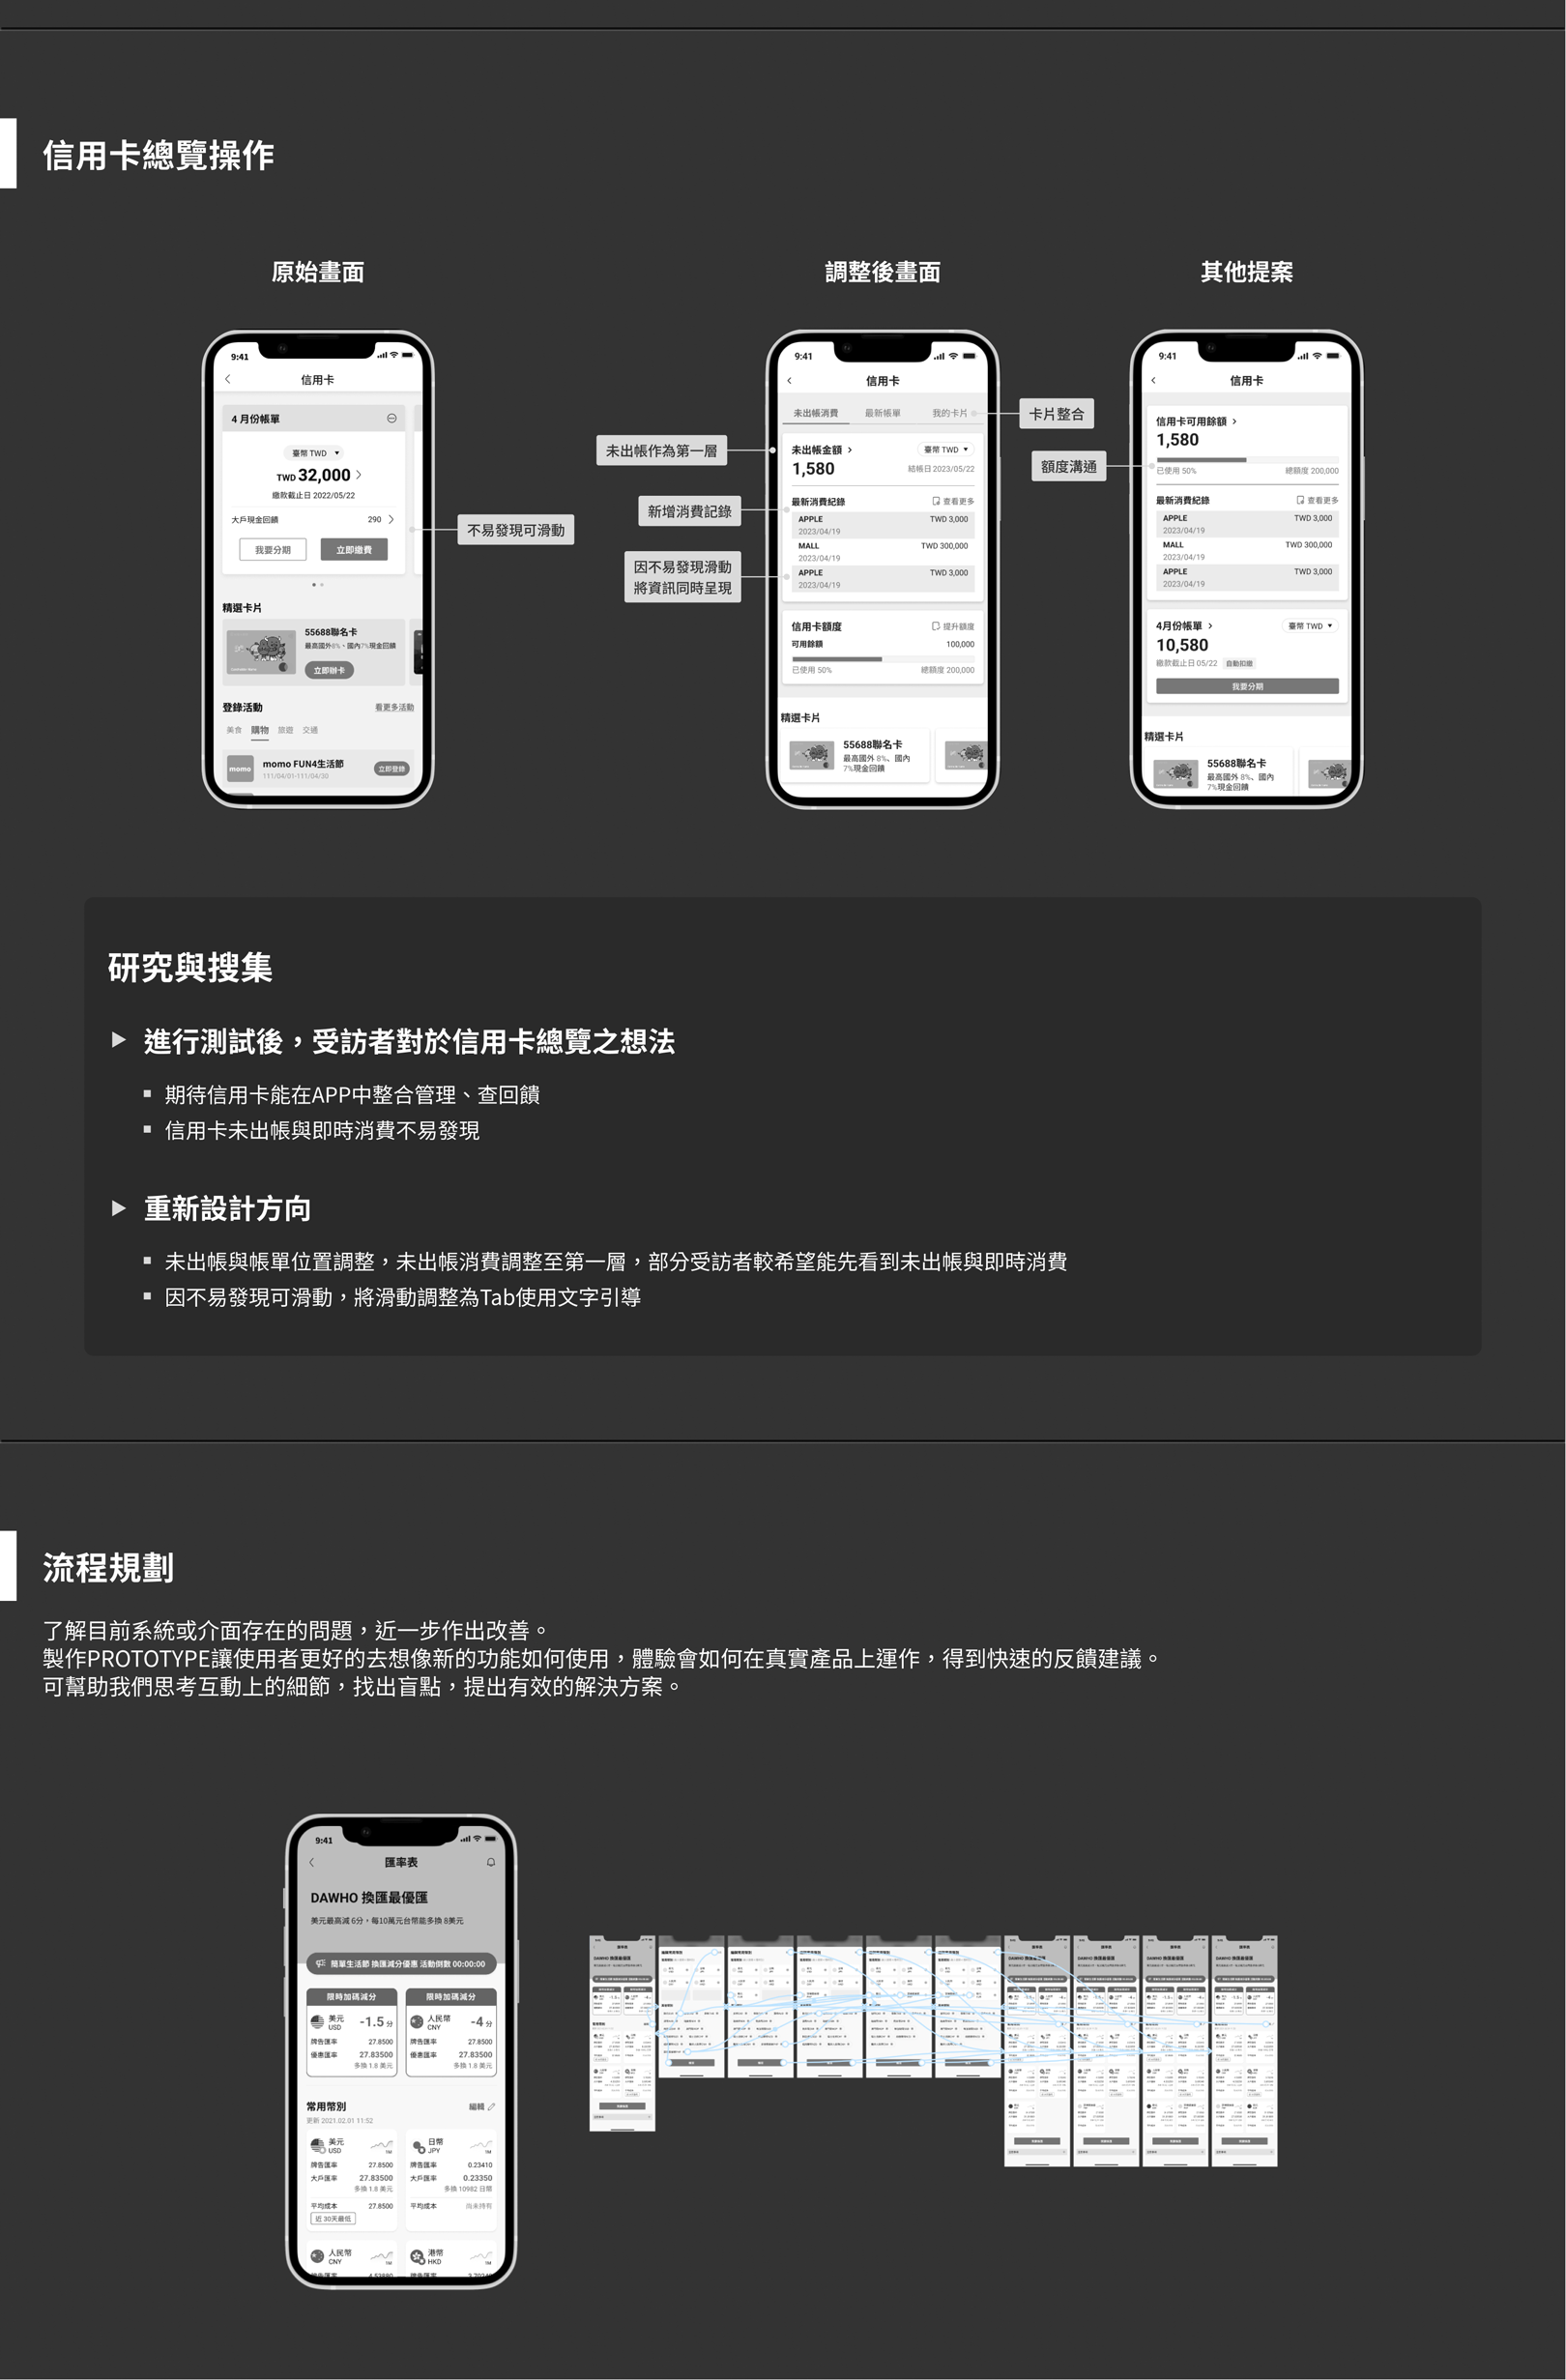 信用卡總覽操作
原始畫面
調整後畫面
其他提案
9:41
信用卡
4 月份帳單
臺幣 TWD ▼
TWD 32,000
繳款截止日 2022/05/22
大戶現金回饋 290
我要分期
立即繳費
精選卡片
55688聯名卡
最高國外8%、國內7%現金回饋
立即辦卡
登錄活動 看更多活動
美食 購物 旅遊 交通
momo
momo FUN4生活節
111/04/01-111/04/30
立即登錄
不易發現可滑動
未出帳作為第一層
新增消費記錄
因不易發現滑動
將資訊同時呈現
9:41
信用卡
未出帳消費 最新帳單 我的卡片
未出帳金額
臺幣 TWD ▼
1,580
結帳日 2023/05/22
最新消費紀錄 查看更多
APPLE TWD 3,000
2023/04/19
MALL TWD 300,000
2023/04/19
APPLE TWD 3,000
2023/04/19
信用卡額度 提升額度
可用餘額 100,000
已使用 50% 總額度 200,000
精選卡片
55688聯名卡
最高國外 8%、國內
7%現金回饋
卡片整合
額度溝通
9:41
信用卡
信用卡可用餘額
1,580
已使用 50% 總額度 200,000
最新消費紀錄 查看更多
APPLE TWD 3,000
2023/04/19
MALL TWD 300,000
2023/04/19
APPLE TWD 3,000
2023/04/19
4月份帳單
臺幣 TWD ▼
10,580
繳款截止日 05/22 自動扣繳
我要分期
精選卡片
55688聯名卡
最高國外 8%、國內
7%現金回饋
研究與搜集
進行測試後，受訪者對於信用卡總覽之想法
期待信用卡能在APP中整合管理、查回饋
信用卡未出帳與即時消費不易發現
重新設計方向
未出帳與帳單位置調整，未出帳消費調整至第一層，部分受訪者較希望能先看到未出帳與即時消費
因不易發現可滑動，將滑動調整為Tab使用文字引導
流程規劃
了解目前系統或介面存在的問題，近一步作出改善。
製作PROTOTYPE讓使用者更好的去想像新的功能如何使用，體驗會如何在真實產品上運作，得到快速的反饋建議。
可幫助我們思考互動上的細節，找出盲點，提出有效的解決方案。
9:41
匯率表
DAWHO 換匯最優匯
美元最高減 6分，每10萬元台幣能多換 8美元
簡單生活節 換匯減分優惠 活動倒數 00:00:00
限時加碼減分
美元
USD
-1.5 分
牌告匯率 27.8500
優惠匯率 27.83500
多換 1.8 美元
限時加碼減分
人民幣
CNY
-4 分
牌告匯率 27.8500
優惠匯率 27.83500
多換 1.8 美元
常用幣別 編輯
更新 2021.02.01 11:52
美元
USD
1M
牌告匯率 27.8500
大戶匯率 27.83500
多換 1.8 美元
平均成本 27.8500
近 30天最低
日幣
JPY
1M
牌告匯率 0.23410
大戶匯率 0.23350
多換 10982 日幣
平均成本 尚未持有
人民幣
CNY
1M
港幣
HKD
1M